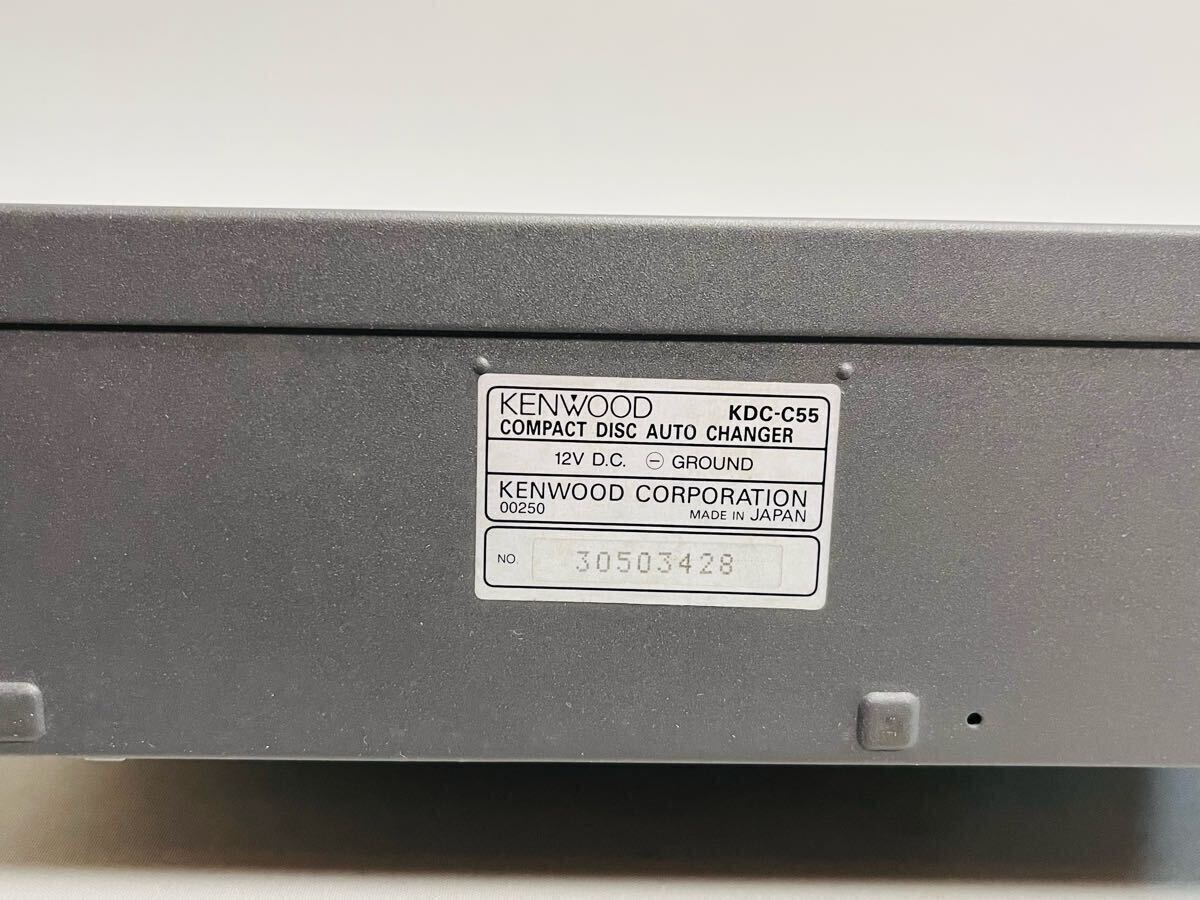 KENWOOD KDC-C55
COMPACT DISC AUTO CHANGER
12V D.C. ⊖ GROUND
KENWOOD CORPORATION
00250 MADE IN JAPAN
NO 30503428